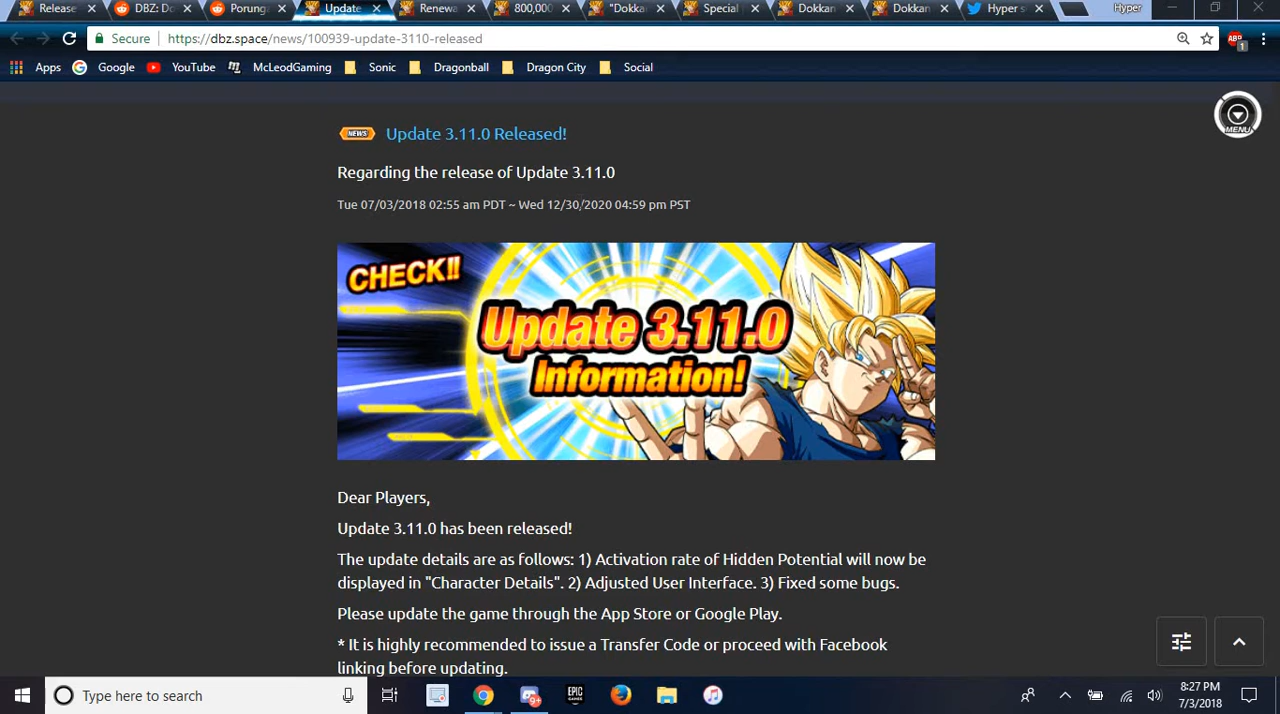 Release
DBZ: Do
Porung
Update
Renewa
800,000
"Dokkan
Special
Dokkan
Dokkan
Hyper s
Hyper
Secure
https://dbz.space/news/100939-update-3110-released
ABP
1
Apps
Google
YouTube
McLeodGaming
Sonic
Dragonball
Dragon City
Social
MENU
NEWS
Update 3.11.0 Released!
Regarding the release of Update 3.11.0
Tue 07/03/2018 02:55 am PDT ~ Wed 12/30/2020 04:59 pm PST
CHECK!!
Update 3.11.0
Information!
Dear Players,
Update 3.11.0 has been released!
The update details are as follows: 1) Activation rate of Hidden Potential will now be
displayed in "Character Details". 2) Adjusted User Interface. 3) Fixed some bugs.
Please update the game through the App Store or Google Play.
* It is highly recommended to issue a Transfer Code or proceed with Facebook
linking before updating.
Type here to search
9+
EPIC
GAMES
8:27 PM
7/3/2018